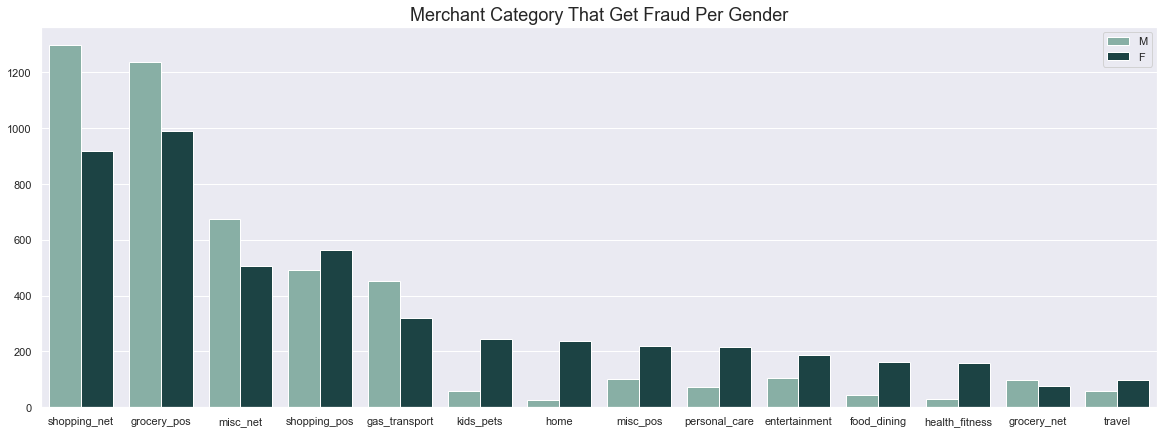 Merchant Category That Get Fraud Per Gender
M
F
1200
1000
800
600
400
200
0
shopping_net grocery_pos misc_net shopping_pos gas_transport kids_pets home misc_pos personal_care entertainment food_dining health_fitness grocery_net travel